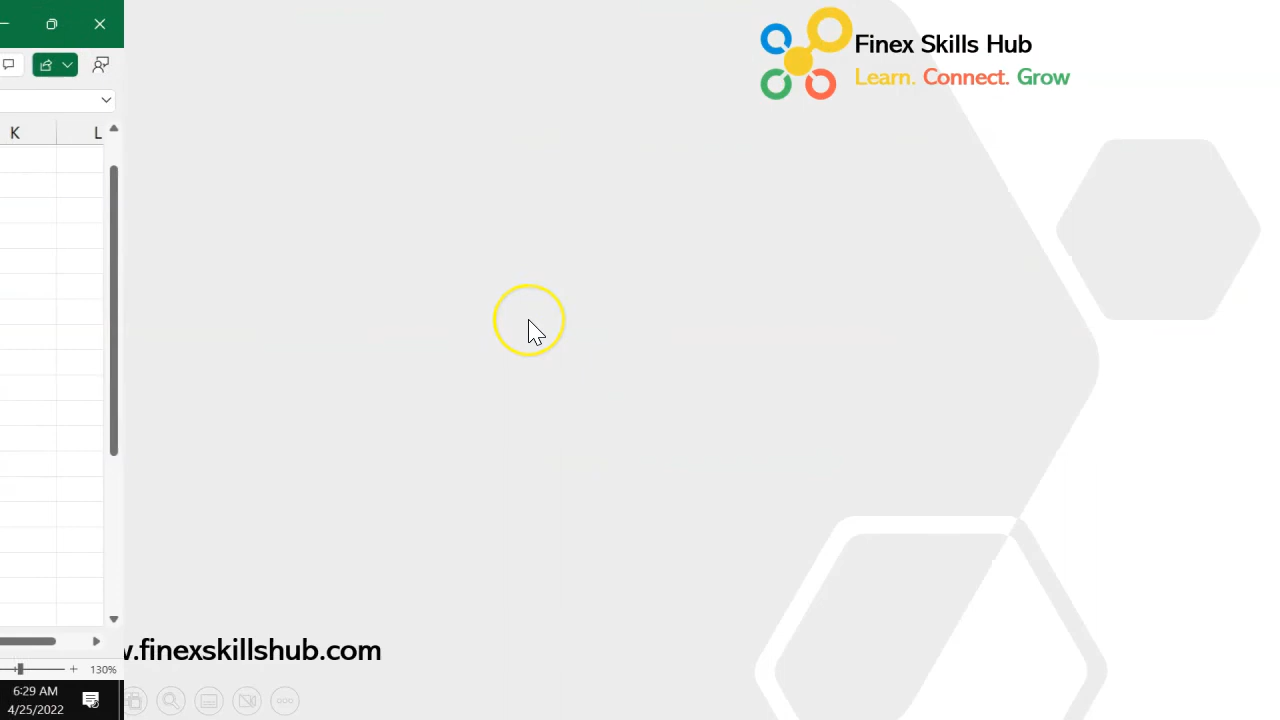 Finex Skills Hub
Learn. Connect. Grow
K
L
.finexskillshub.com
130%
6:29 AM
4/25/2022